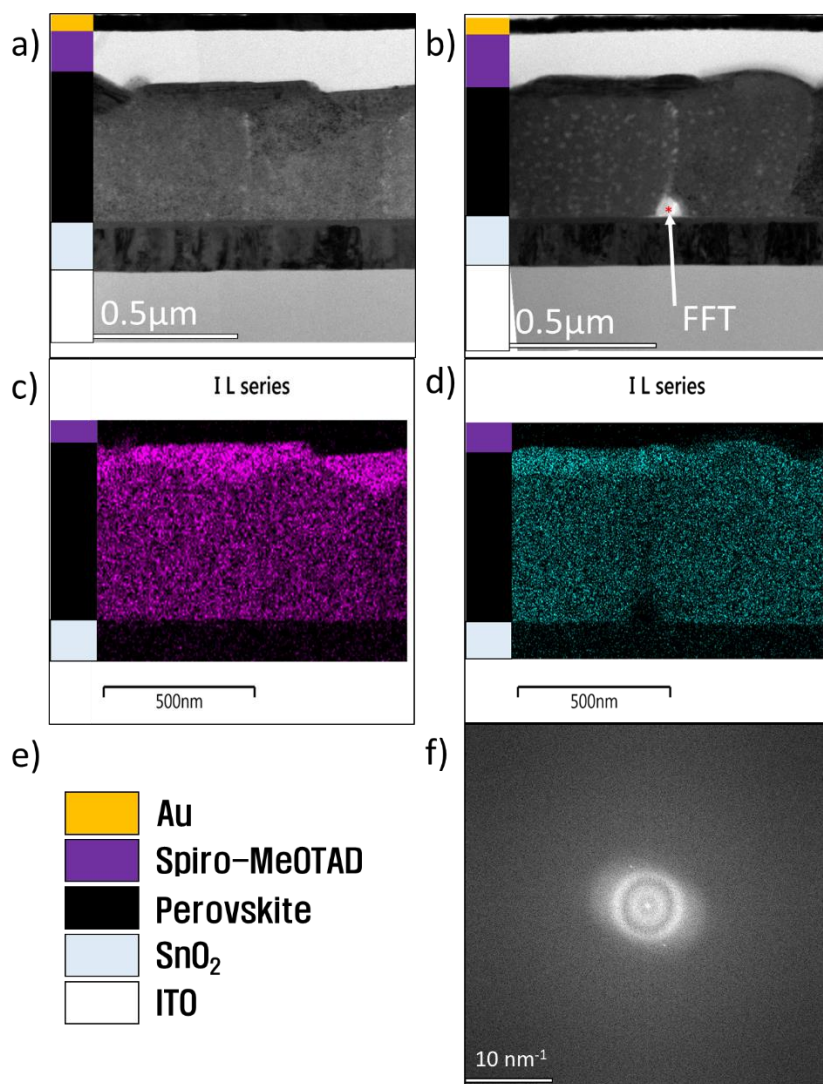 a)
b)
0.5μm
0.5μm
FFT
c)
d)
I L series
I L series
500nm
500nm
e)
f)
Au
Spiro-MeOTAD
Perovskite
SnO₂
ITO
10 nm⁻¹